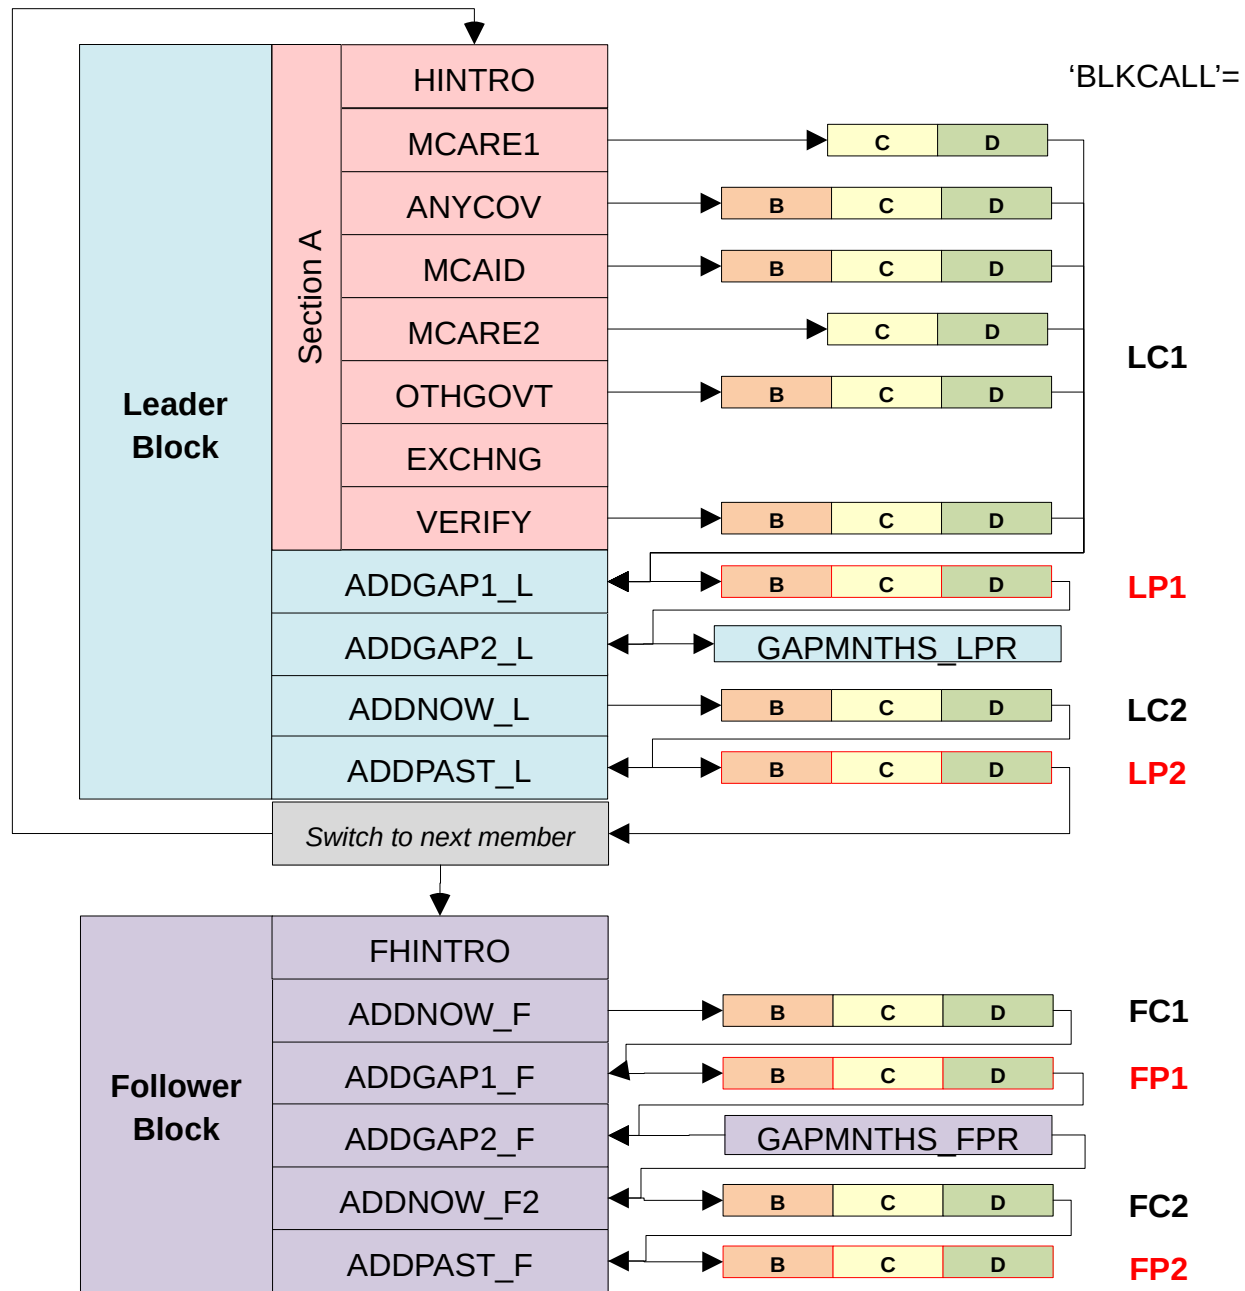 ‘BLKCALL’=
HINTRO
MCARE1
C D
ANYCOV
B C D
MCAID
B C D
Section A
MCARE2
C D
LC1
Leader
Block
OTHGOVT
B C D
EXCHNG
VERIFY
B C D
ADDGAP1_L
B C D
LP1
ADDGAP2_L
GAPMNTHS_LPR
ADDNOW_L
B C D
LC2
ADDPAST_L
B C D
LP2
Switch to next member
FHINTRO
ADDNOW_F
B C D
FC1
Follower
Block
ADDGAP1_F
B C D
FP1
ADDGAP2_F
GAPMNTHS_FPR
ADDNOW_F2
B C D
FC2
ADDPAST_F
B C D
FP2